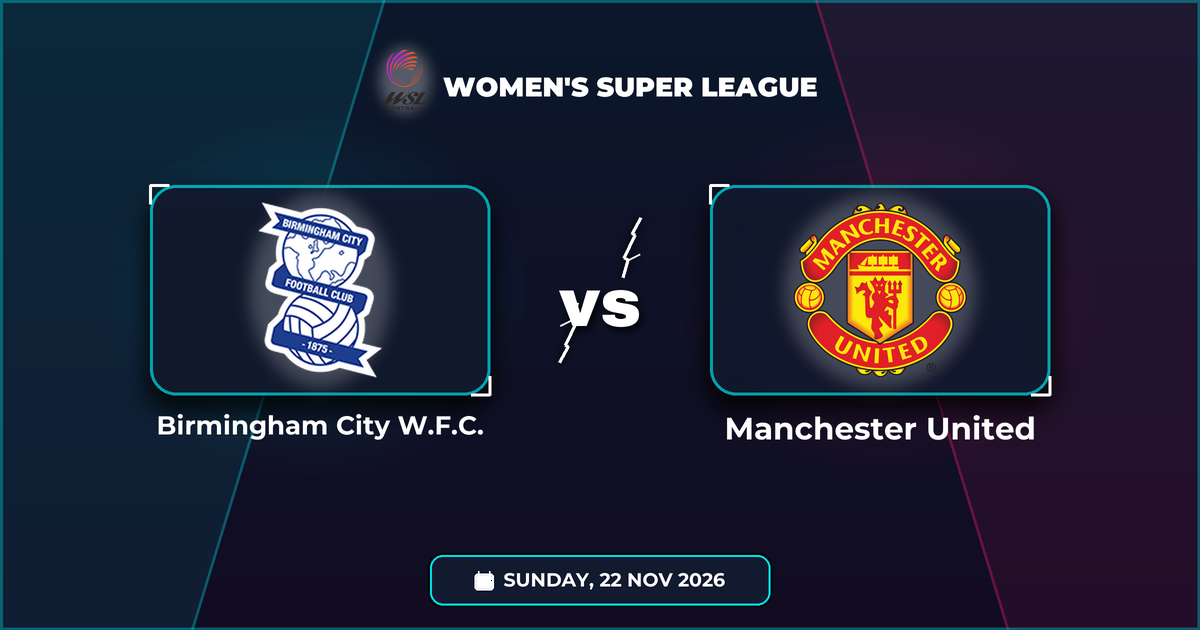 WSL
WOMEN'S SUPER LEAGUE
BIRMINGHAM CITY
FOOTBALL CLUB
- 1875 -
VS
MANCHESTER
UNITED
®
Birmingham City W.F.C.
Manchester United
SUNDAY, 22 NOV 2026